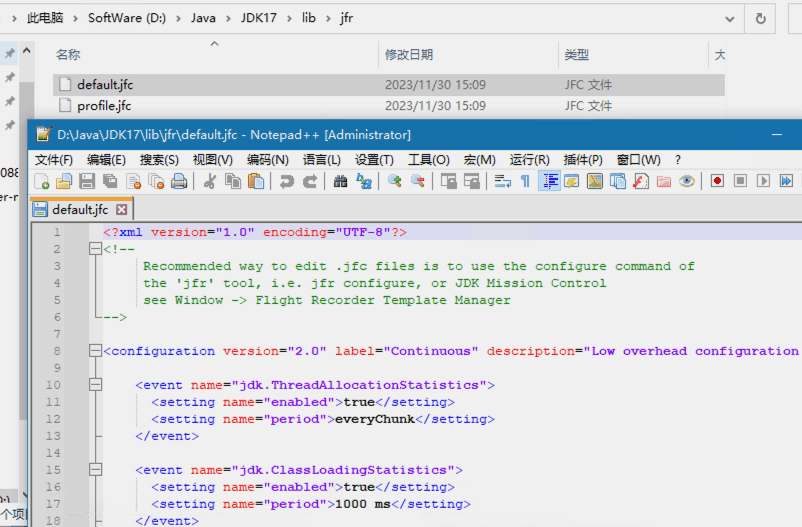 此电脑 > SoftWare (D:) > Java > JDK17 > lib > jfr
名称 修改日期 类型 大
default.jfc 2023/11/30 15:09 JFC 文件
profile.jfc 2023/11/30 15:09 JFC 文件
D:\Java\JDK17\lib\jfr\default.jfc - Notepad++ [Administrator]
文件(F) 编辑(E) 搜索(S) 视图(V) 编码(N) 语言(L) 设置(T) 工具(O) 宏(M) 运行(R) 插件(P) 窗口(W) ?
088
er-r
default.jfc
1 <?xml version="1.0" encoding="UTF-8"?>
2 <!--
3 Recommended way to edit .jfc files is to use the configure command of
4 the 'jfr' tool, i.e. jfr configure, or JDK Mission Control
5 see Window -> Flight Recorder Template Manager
6 -->
7
8 <configuration version="2.0" label="Continuous" description="Low overhead configuration
9
10 <event name="jdk.ThreadAllocationStatistics">
11 <setting name="enabled">true</setting>
12 <setting name="period">everyChunk</setting>
13 </event>
14
15 <event name="jdk.ClassLoadingStatistics">
16 <setting name="enabled">true</setting>
17 <setting name="period">1000 ms</setting>
18 </event>
):)
个项